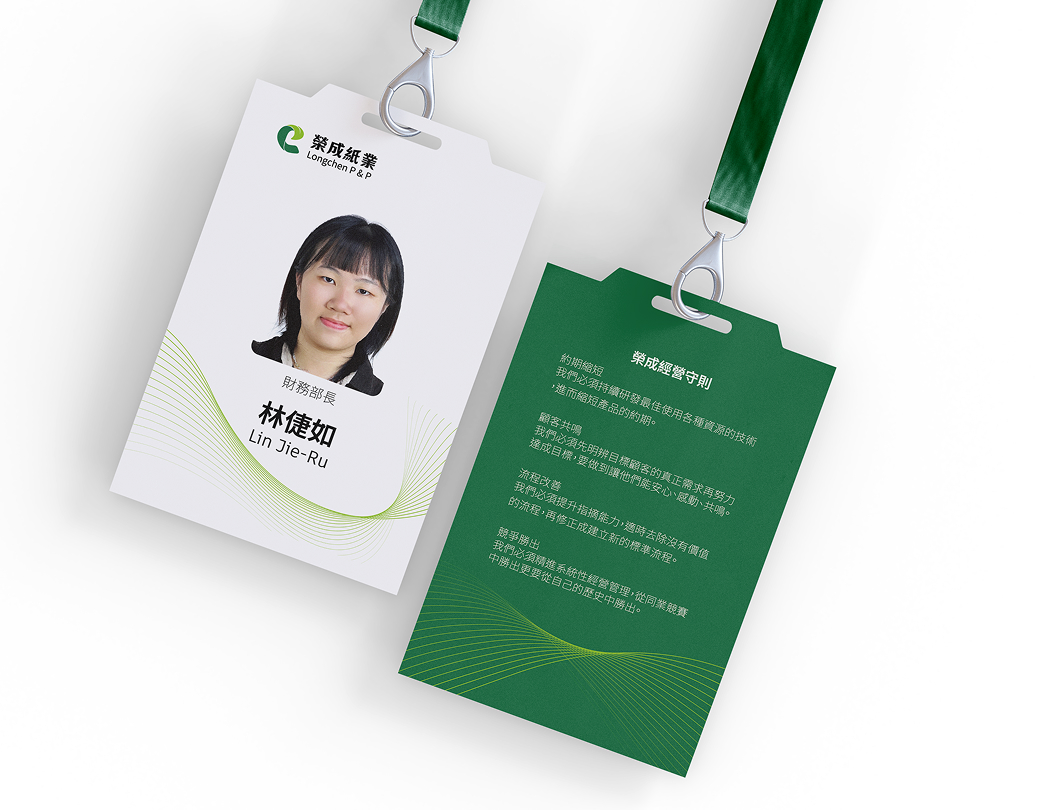 榮成紙業
Longchen P & P
財務部長
林倢如
Lin Jie-Ru
榮成經營守則
約期縮短
我們必須持續研發最佳使用各種資源的技術
，進而縮短產品的約期。
顧客共鳴
我們必須先明辨目標顧客的真正需求再努力
達成目標，要做到讓他們能安心、感動、共鳴。
流程改善
我們必須提升指摘能力，適時去除沒有價值
的流程，再修正成建立新的標準流程。
競爭勝出
我們必須精進系統性經營管理，從同業競賽
中勝出更要從自己的歷史中勝出。